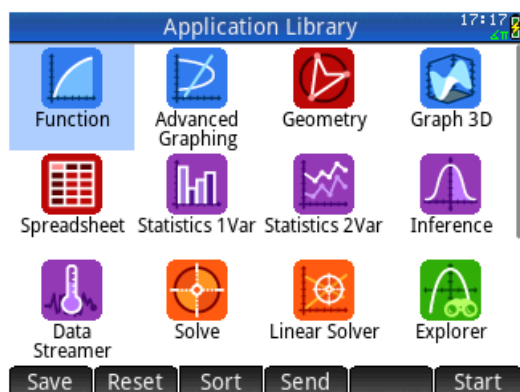 Application Library 17:17
∡π
Function Advanced Graphing Geometry Graph 3D
Spreadsheet Statistics 1Var Statistics 2Var Inference
Data Streamer Solve Linear Solver Explorer
Save Reset Sort Send Start